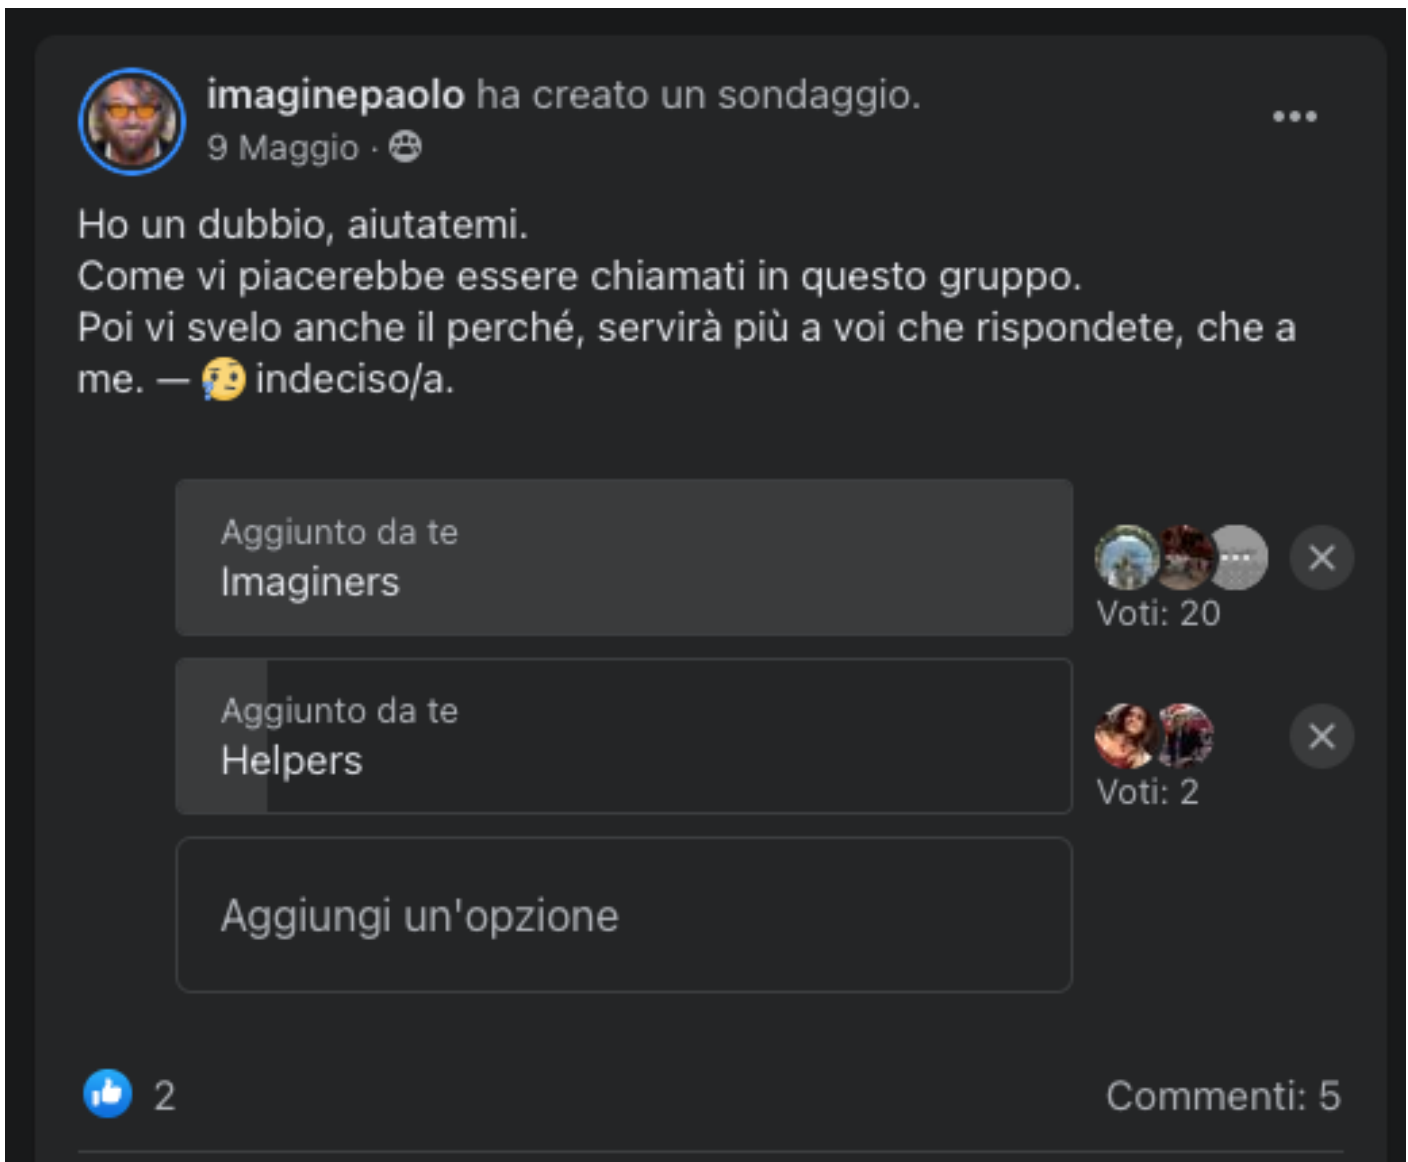 imaginepaolo ha creato un sondaggio.
9 Maggio ·
Ho un dubbio, aiutatemi.
Come vi piacerebbe essere chiamati in questo gruppo.
Poi vi svelo anche il perché, servirà più a voi che rispondete, che a
me. — 😢 indeciso/a.
Aggiunto da te
Imaginers
Voti: 20
Aggiunto da te
Helpers
Voti: 2
Aggiungi un'opzione
2
Commenti: 5